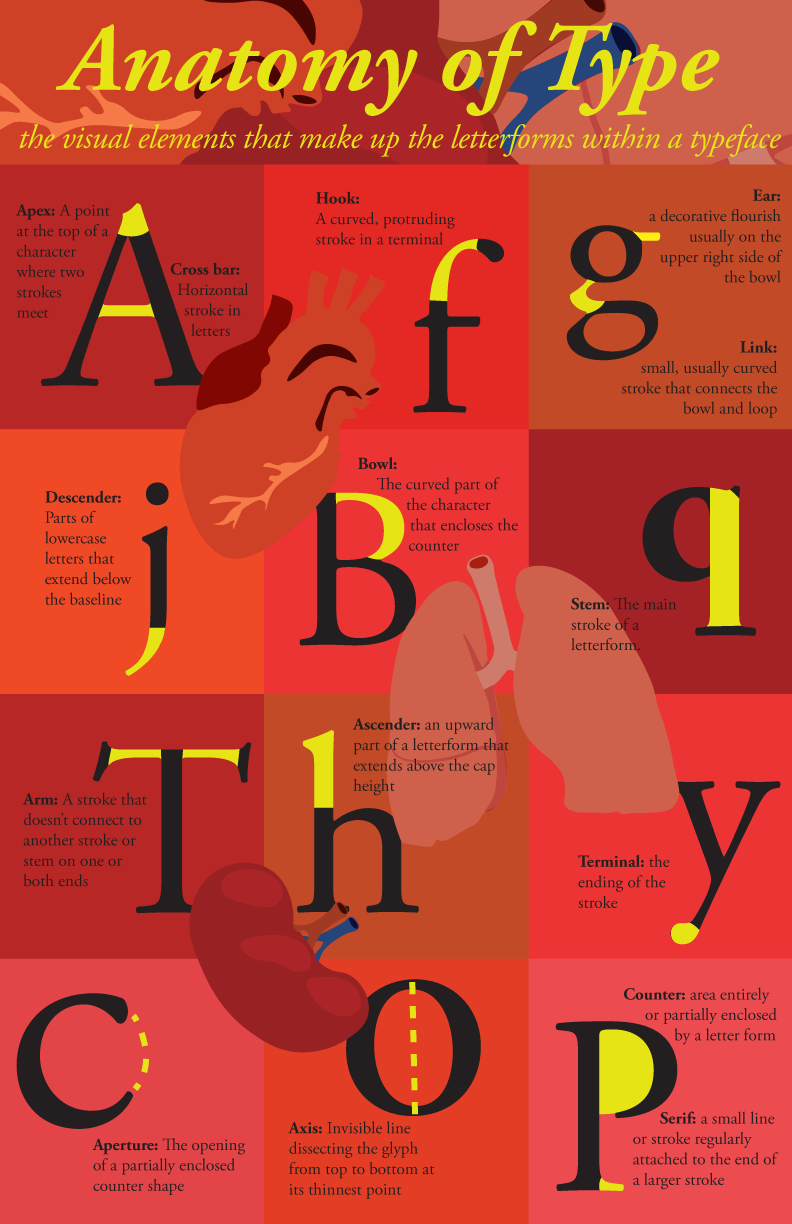 Anatomy of Type
the visual elements that make up the letterforms within a typeface
Apex: A point
at the top of a
character
where two
strokes
meet
A
Cross bar:
Horizontal
stroke in
letters
Hook:
A curved, protruding
stroke in a terminal
f
g
Ear:
a decorative flourish
usually on the
upper right side of
the bowl
Link:
small, usually curved
stroke that connects the
bowl and loop
Descender:
Parts of
lowercase
letters that
extend below
the baseline
j
Bowl:
The curved part of
the character
that encloses the
counter
B
q
Stem: The main
stroke of a
letterform.
Arm: A stroke that
doesn't connect to
another stroke or
stem on one or
both ends
T
h
Ascender: an upward
part of a letterform that
extends above the cap
height
y
Terminal: the
ending of the
stroke
c
Aperture: The opening
of a partially enclosed
counter shape
o
Axis: Invisible line
dissecting the glyph
from top to bottom at
its thinnest point
Counter: area entirely
or partially enclosed
by a letter form
P
Serif: a small line
or stroke regularly
attached to the end of
a larger stroke